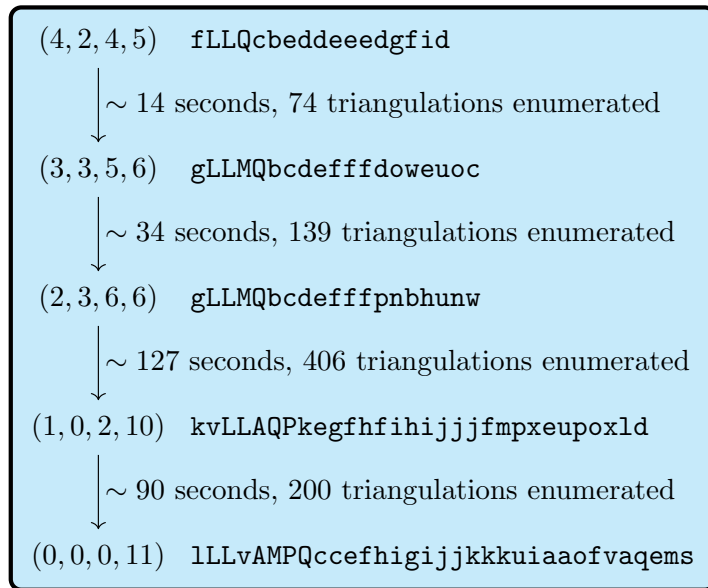 (4, 2, 4, 5) fLLQcbeddeeedgfid
∼ 14 seconds, 74 triangulations enumerated
(3, 3, 5, 6) gLLMQbcdefffdoweuoc
∼ 34 seconds, 139 triangulations enumerated
(2, 3, 6, 6) gLLMQbcdefffpnbhunw
∼ 127 seconds, 406 triangulations enumerated
(1, 0, 2, 10) kvLLAQPkegfhfihijjjfmpxeupoxld
∼ 90 seconds, 200 triangulations enumerated
(0, 0, 0, 11) lLLvAMPQccefhigijjkkkuiaaofvaqems